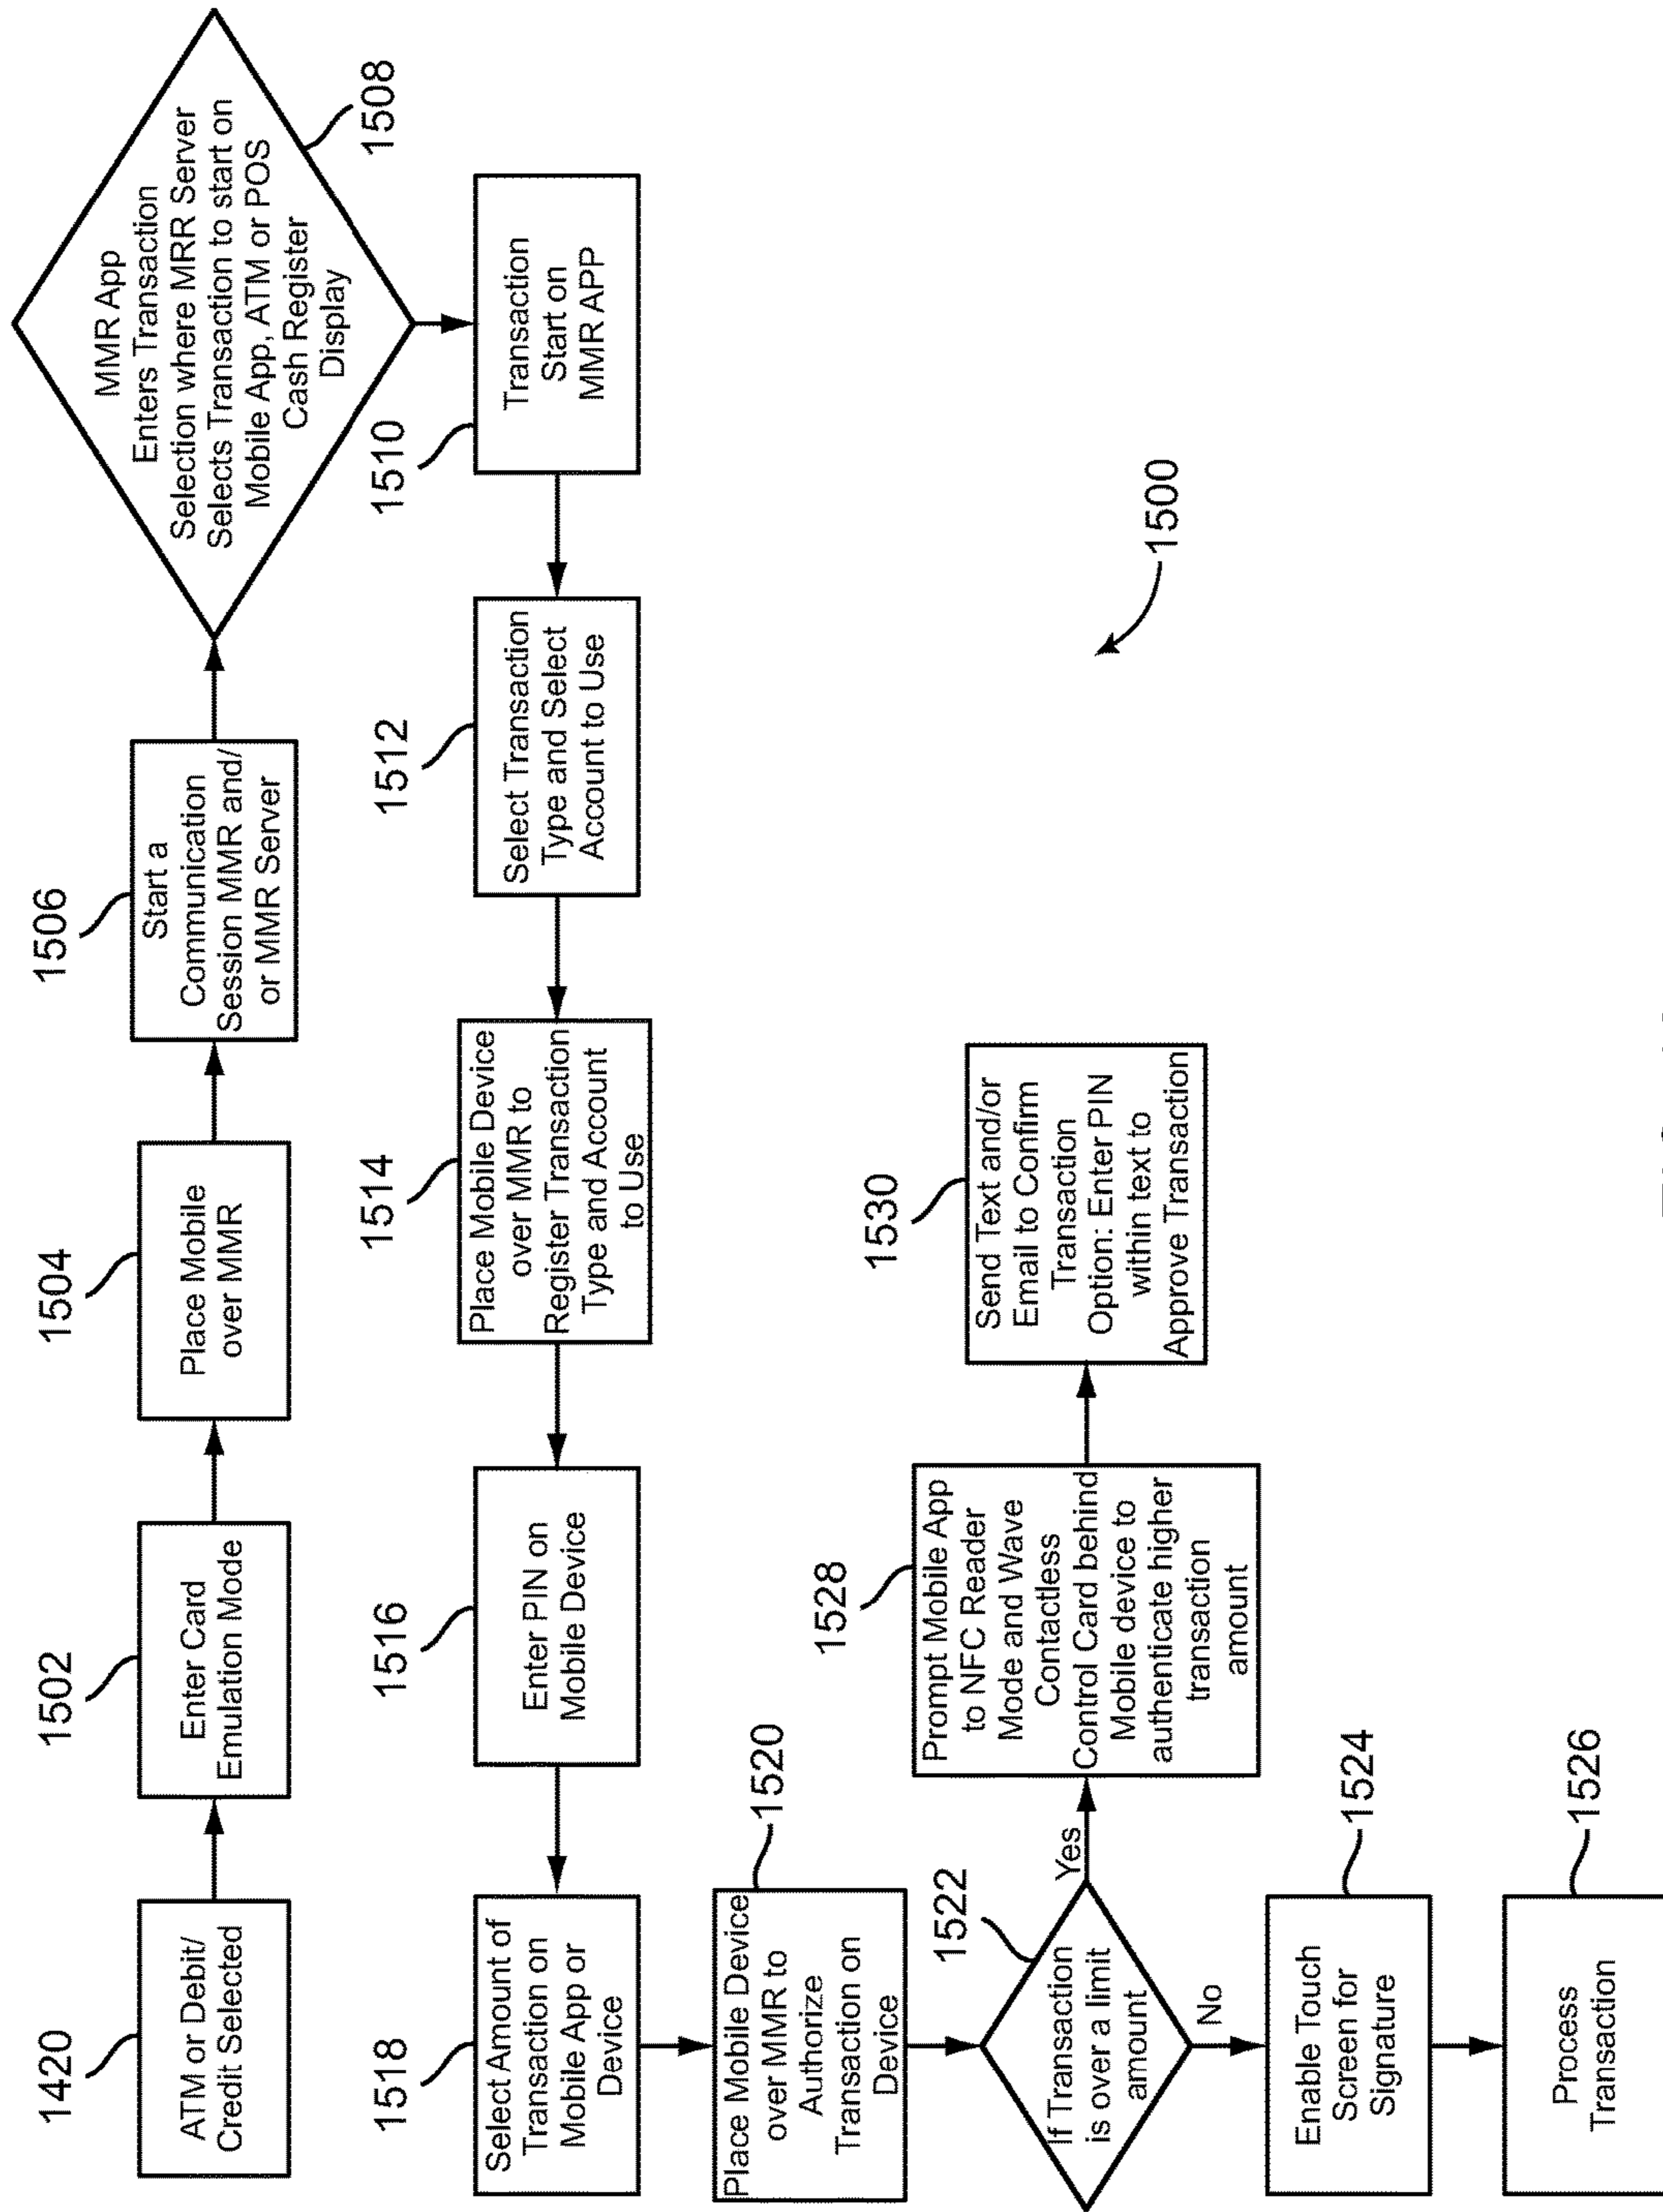 1420
ATM or Debit/
Credit Selected
1502
Enter Card
Emulation Mode
1504
Place Mobile
over MMR
1506
Start a
Communication
Session MMR and/
or MMR Server
MMR App
Enters Transaction
Selection where MRR Server
Selects Transaction to start on
Mobile App, ATM or POS
Cash Register
Display
1508
1510
Transaction
Start on
MMR APP
1512
Select Transaction
Type and Select
Account to Use
1514
Place Mobile Device
over MMR to
Register Transaction
Type and Account
to Use
1516
Enter PIN on
Mobile Device
1518
Select Amount of
Transaction on
Mobile App or
Device
1520
Place Mobile Device
over MMR to
Authorize
Transaction on
Device
1522
If Transaction
is over a limit
amount
Yes
No
1528
Prompt Mobile App
to NFC Reader
Mode and Wave
Contactless
Control Card behind
Mobile device to
authenticate higher
transaction
amount
1530
Send Text and/or
Email to Confirm
Transaction
Option: Enter PIN
within text to
Approve Transaction
1524
Enable Touch
Screen for
Signature
1526
Process
Transaction
1500